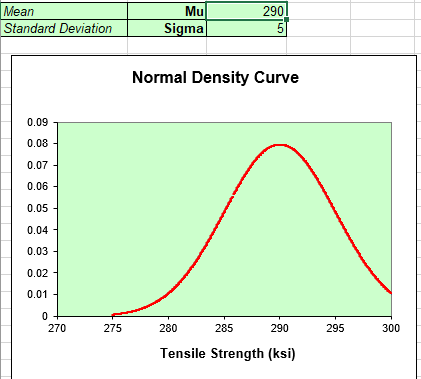 Mean Mu 290
Standard Deviation Sigma 5
Normal Density Curve
0.09
0.08
0.07
0.06
0.05
0.04
0.03
0.02
0.01
0
270 275 280 285 290 295 300
Tensile Strength (ksi)